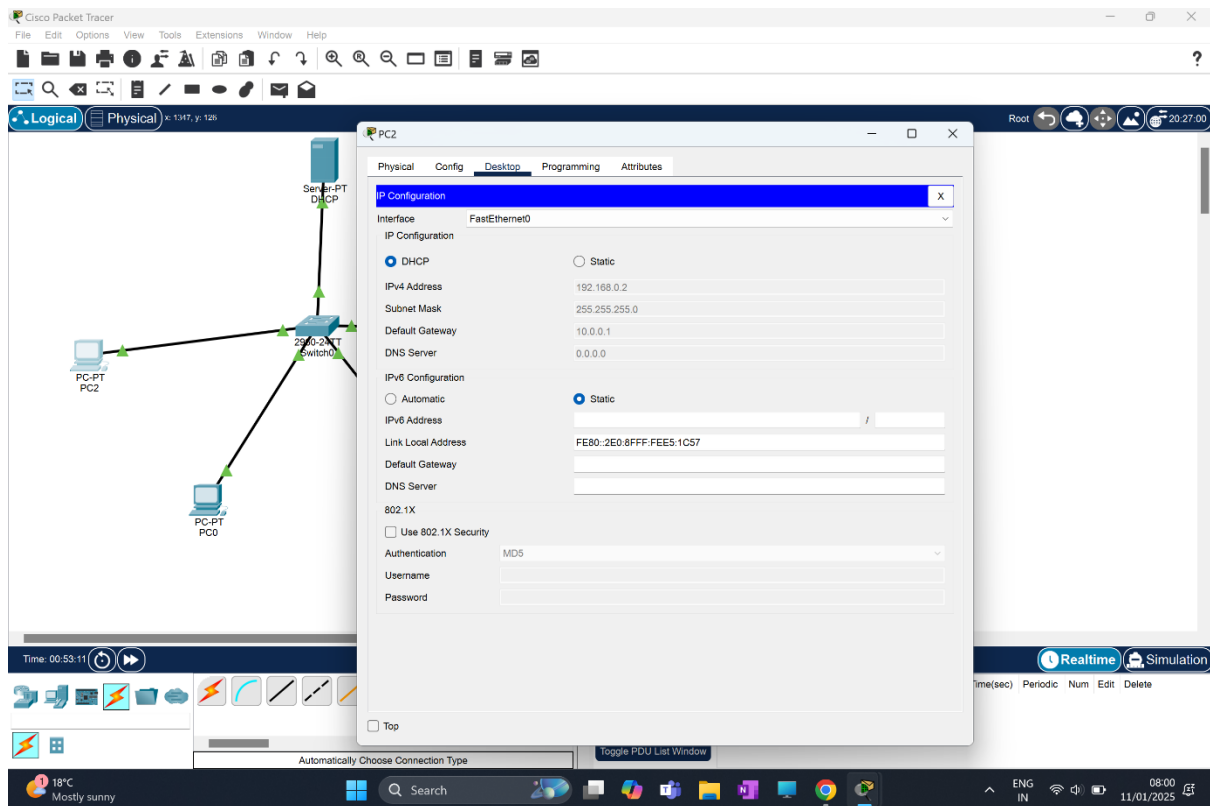 Cisco Packet Tracer
File Edit Options View Tools Extensions Window Help
?
Logical Physical x: 1347, y: 126
Root 20:27:00
PC2
Physical Config Desktop Programming Attributes
IP Configuration X
Interface FastEthernet0
IP Configuration
DHCP Static
IPv4 Address 192.168.0.2
Subnet Mask 255.255.255.0
Default Gateway 10.0.0.1
DNS Server 0.0.0.0
IPv6 Configuration
Automatic Static
IPv6 Address /
Link Local Address FE80::2E0:8FFF:FEE5:1C57
Default Gateway
DNS Server
802.1X
Use 802.1X Security
Authentication MD5
Username
Password
Top
Server-PT
DHCP
2960-24TT
Switch0
PC-PT
PC2
PC-PT
PC0
Time: 00:53:11
Realtime Simulation
Time(sec) Periodic Num Edit Delete
Automatically Choose Connection Type
Toggle PDU List Window
1
18°C
Mostly sunny
Search
ENG
IN
08:00
11/01/2025